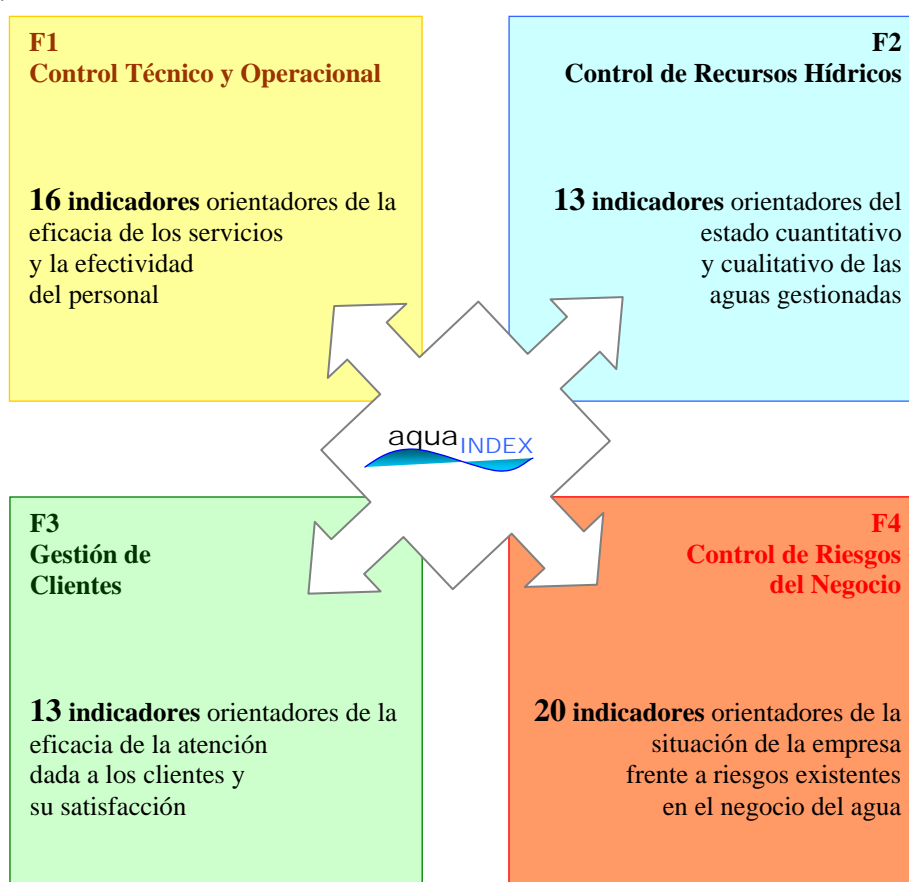 F1
Control Técnico y Operacional
16 indicadores orientadores de la
eficacia de los servicios
y la efectividad
del personal
F2
Control de Recursos Hídricos
13 indicadores orientadores del
estado cuantitativo
y cualitativo de las
aguas gestionadas
aqua INDEX
F3
Gestión de
Clientes
13 indicadores orientadores de la
eficacia de la atención
dada a los clientes y
su satisfacción
F4
Control de Riesgos
del Negocio
20 indicadores orientadores de la
situación de la empresa
frente a riesgos existentes
en el negocio del agua